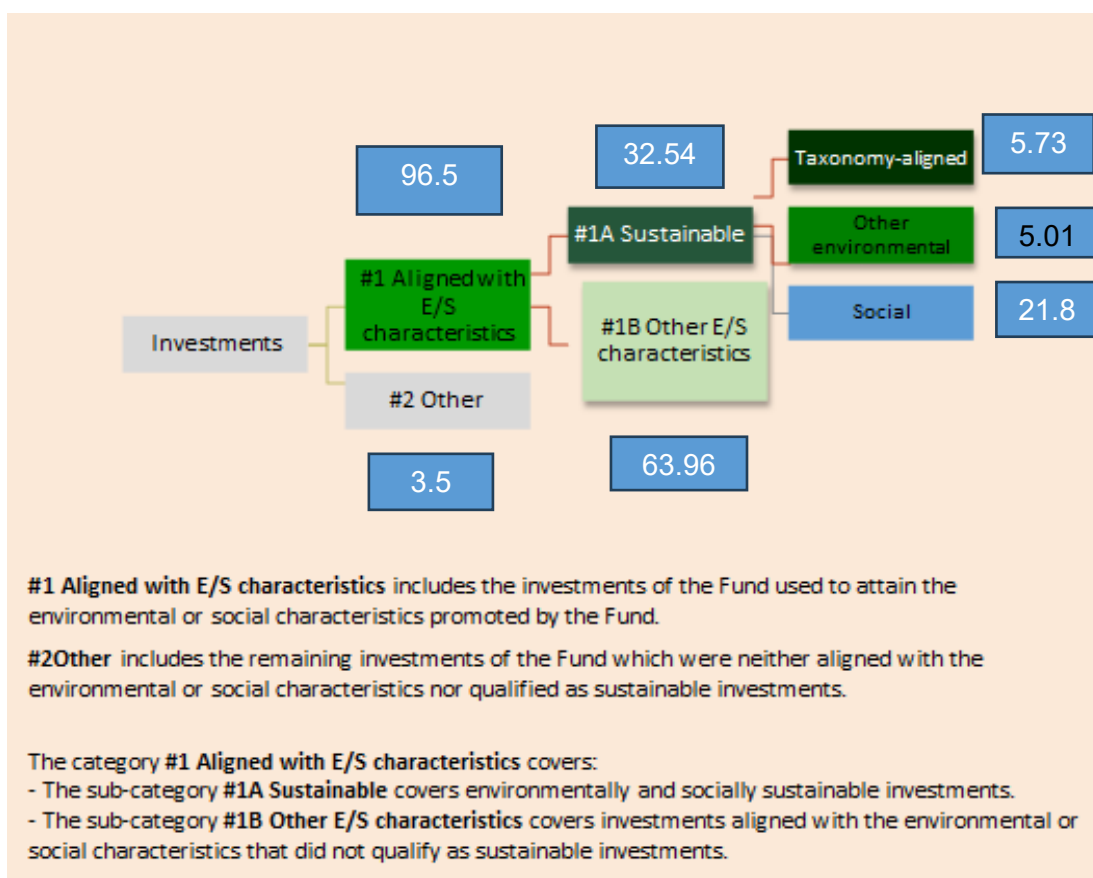 96.5
32.54
Taxonomy-aligned
5.73
#1A Sustainable
Other
environmental
5.01
#1 Aligned with
E/S
characteristics
Social
21.8
Investments
#1B Other E/S
characteristics
#2 Other
3.5
63.96
#1 Aligned with E/S characteristics includes the investments of the Fund used to attain the
environmental or social characteristics promoted by the Fund.
#2Other includes the remaining investments of the Fund which were neither aligned with the
environmental or social characteristics nor qualified as sustainable investments.
The category #1 Aligned with E/S characteristics covers:
- The sub-category #1A Sustainable covers environmentally and socially sustainable investments.
- The sub-category #1B Other E/S characteristics covers investments aligned with the environmental or
social characteristics that did not qualify as sustainable investments.